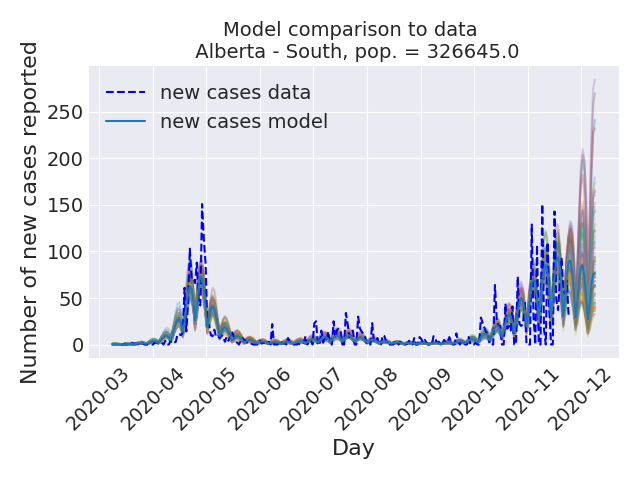 Model comparison to data
Alberta - South, pop. = 326645.0
Number of new cases reported
250
200
150
100
50
0
new cases data
new cases model
2020-03
2020-04
2020-05
2020-06
2020-07
2020-08
2020-09
2020-10
2020-11
2020-12
Day